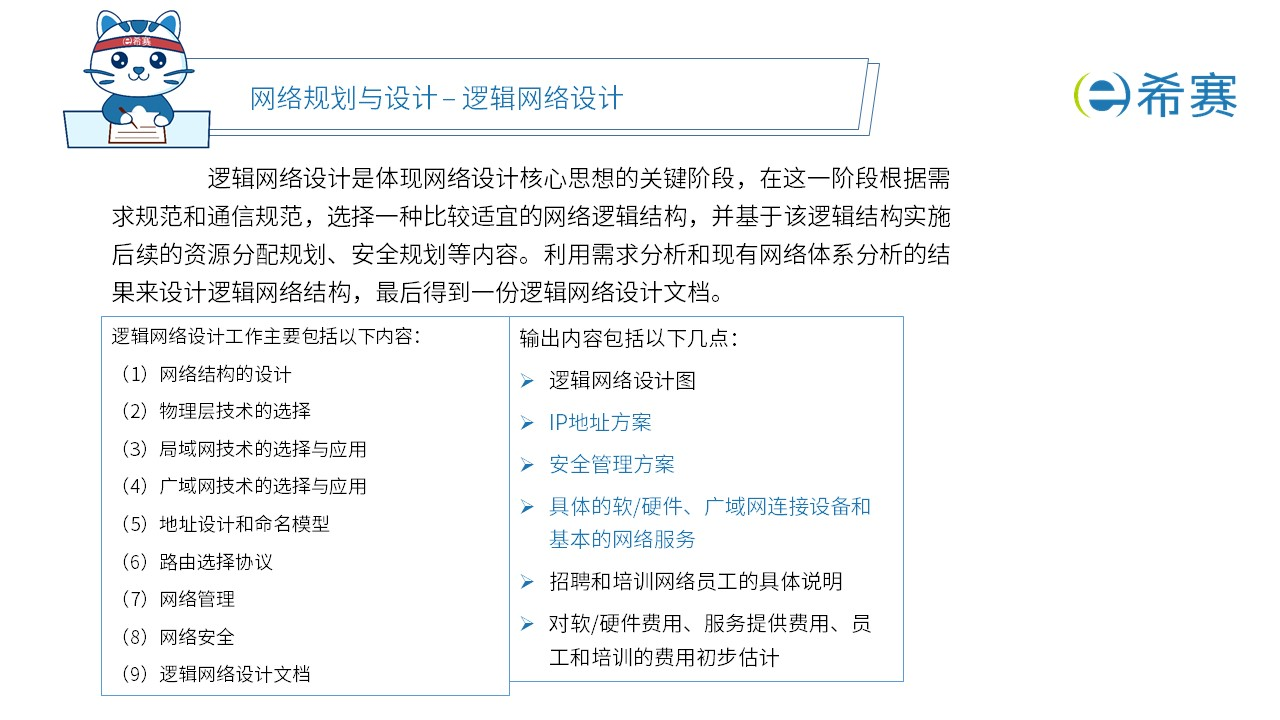 希赛
网络规划与设计 – 逻辑网络设计
希赛
逻辑网络设计是体现网络设计核心思想的关键阶段，在这一阶段根据需
求规范和通信规范，选择一种比较适宜的网络逻辑结构，并基于该逻辑结构实施
后续的资源分配规划、安全规划等内容。利用需求分析和现有网络体系分析的结
果来设计逻辑网络结构，最后得到一份逻辑网络设计文档。
逻辑网络设计工作主要包括以下内容：
（1）网络结构的设计
（2）物理层技术的选择
（3）局域网技术的选择与应用
（4）广域网技术的选择与应用
（5）地址设计和命名模型
（6）路由选择协议
（7）网络管理
（8）网络安全
（9）逻辑网络设计文档
输出内容包括以下几点：
➢ 逻辑网络设计图
➢ IP地址方案
➢ 安全管理方案
➢ 具体的软/硬件、广域网连接设备和
基本的网络服务
➢ 招聘和培训网络员工的具体说明
➢ 对软/硬件费用、服务提供费用、员
工和培训的费用初步估计